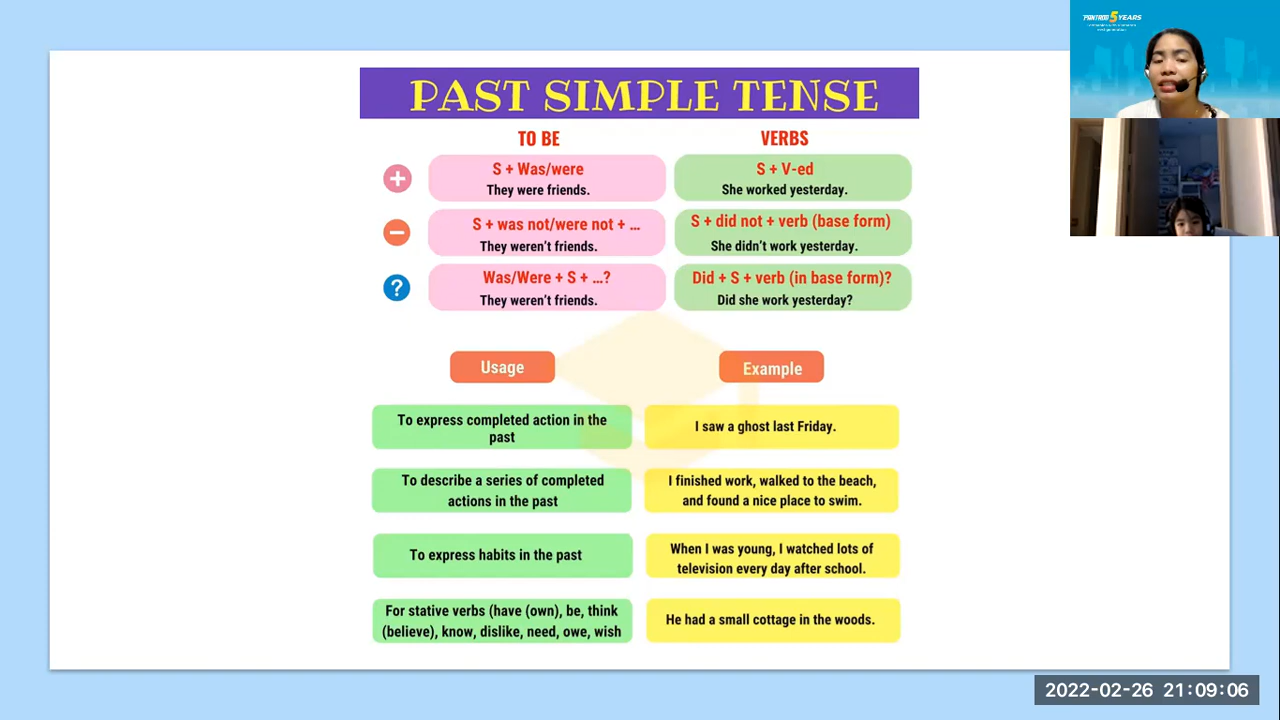 PANTROG 5 YEARS
PAST SIMPLE TENSE
TO BE
VERBS
S + Was/were
They were friends.
S + V-ed
She worked yesterday.
S + was not/were not + ...
They weren't friends.
S + did not + verb (base form)
She didn't work yesterday.
Was/Were + S + ...?
They weren't friends.
Did + S + verb (in base form)?
Did she work yesterday?
Usage
Example
To express completed action in the
past
I saw a ghost last Friday.
To describe a series of completed
actions in the past
I finished work, walked to the beach,
and found a nice place to swim.
To express habits in the past
When I was young, I watched lots of
television every day after school.
For stative verbs (have (own), be, think
(believe), know, dislike, need, owe, wish
He had a small cottage in the woods.
2022-02-26 21:09:06